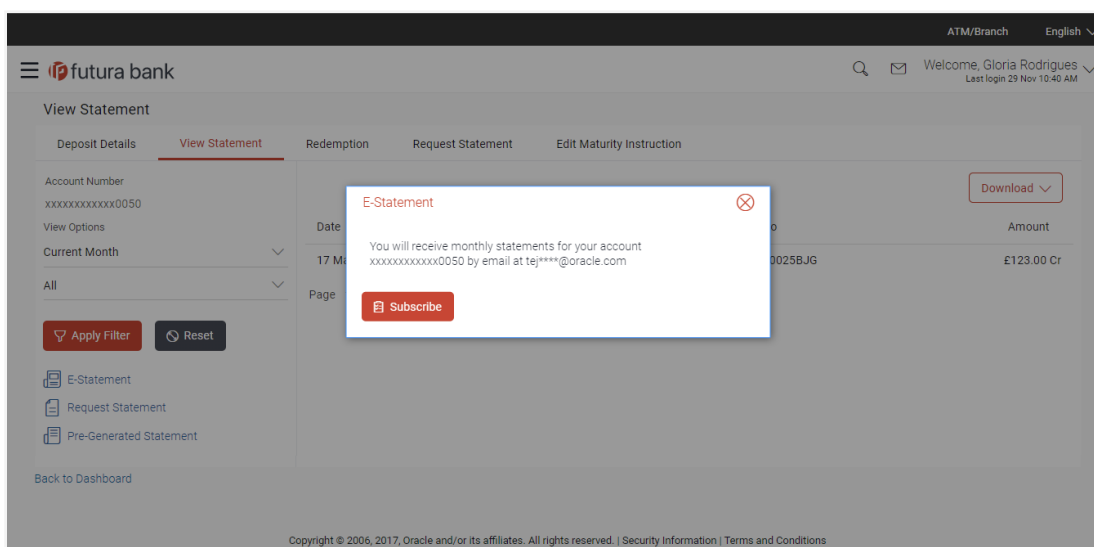 ATM/Branch English
futura bank
Welcome, Gloria Rodrigues
Last login 29 Nov 10:40 AM
View Statement
Deposit Details View Statement Redemption Request Statement Edit Maturity Instruction
Account Number
xxxxxxxxxxxx0050
View Options
Current Month
All
Apply Filter Reset
E-Statement
Request Statement
Pre-Generated Statement
Back to Dashboard
Download
Date Amount
17 0025BJG £123.00 Cr
Page
E-Statement
You will receive monthly statements for your account
xxxxxxxxxxxx0050 by email at tej****@oracle.com
Subscribe
Copyright © 2006, 2017, Oracle and/or its affiliates. All rights reserved. | Security Information | Terms and Conditions